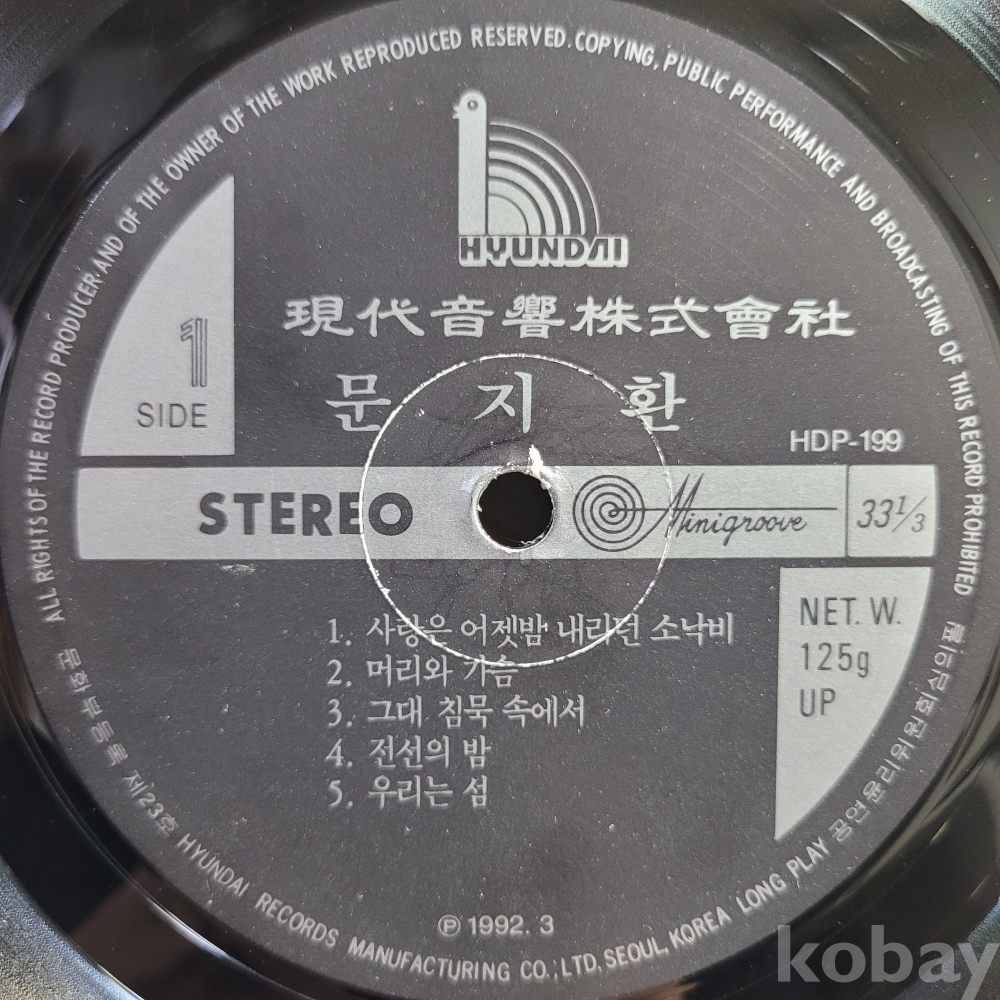 ALL RIGHTS OF THE RECORD PRODUCER AND OF THE OWNER OF THE WORK REPRODUCED RESERVED. COPYING, PUBLIC PERFORMANCE AND BROADCASTING OF THIS RECORD PROHIBITED
HYUNDAI
現代音響株式會社
문 지 환
1
SIDE
HDP-199
STEREO
Minigroove
33 1/3
NET. W.
125g
UP
1. 사랑은 어젯밤 내리던 소낙비
2. 머리와 가슴
3. 그대 침묵 속에서
4. 전선의 밤
5. 우리는 섬
Ⓟ 1992. 3
문화부등록 제23호 HYUNDAI RECORDS MANUFACTURING CO.; LTD. SEOUL, KOREA LONG PLAY 공연윤리위원회심의필
kobay